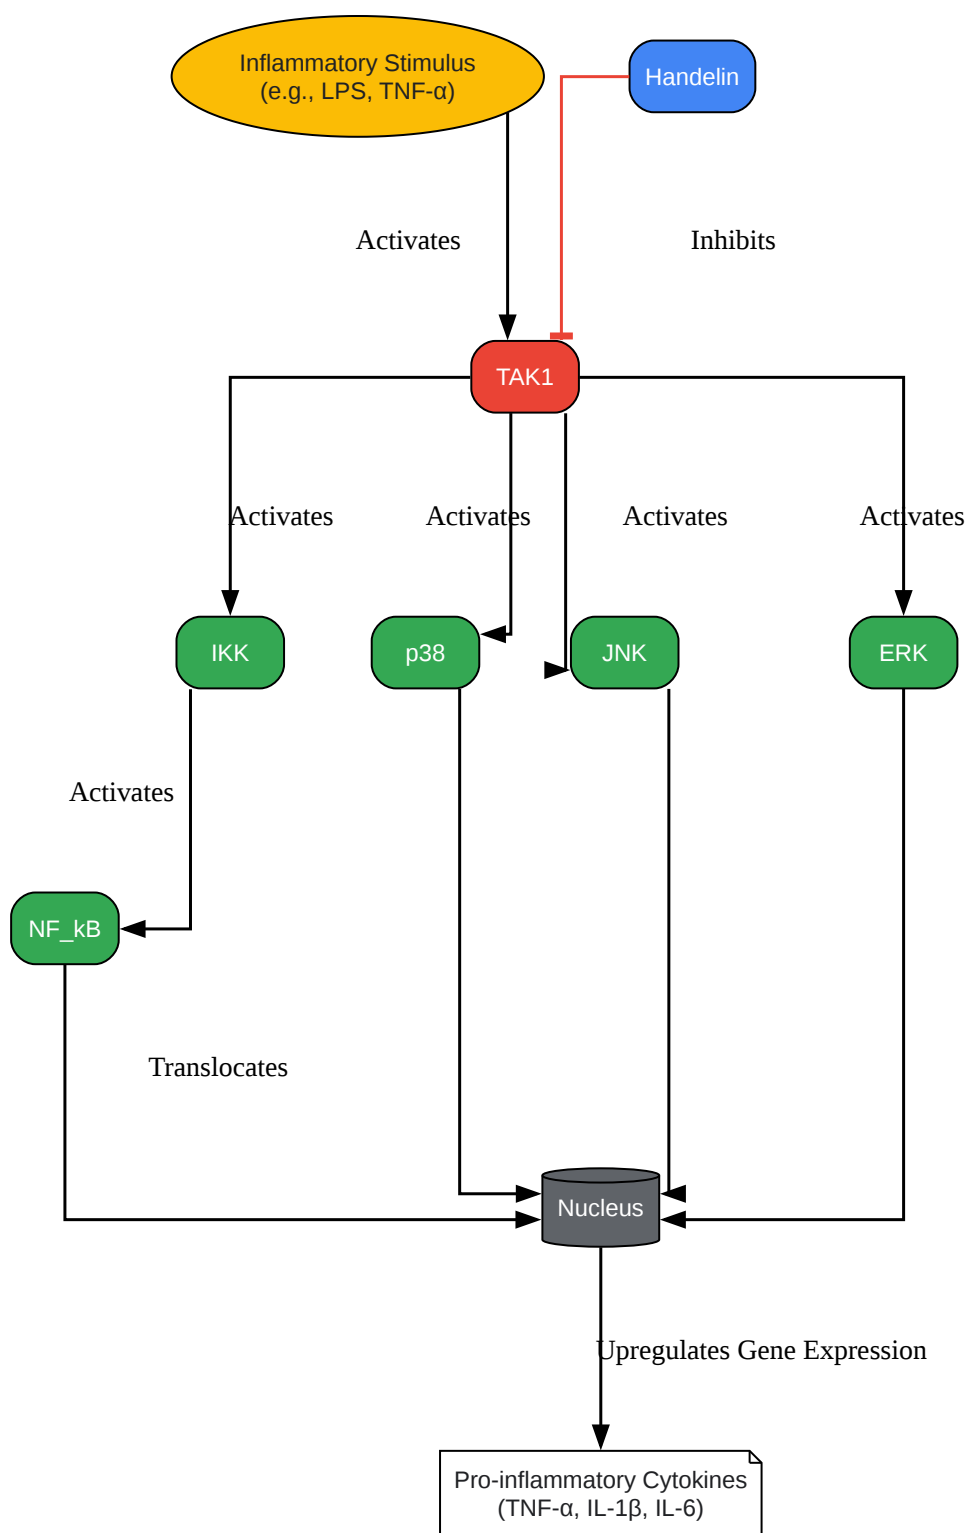 Inflammatory Stimulus
(e.g., LPS, TNF-α)
Handelin
Activates
Inhibits
TAK1
Activates
Activates
Activates
Activates
IKK
p38
JNK
ERK
Activates
NF_kB
Translocates
Nucleus
Upregulates Gene Expression
Pro-inflammatory Cytokines
(TNF-α, IL-1β, IL-6)